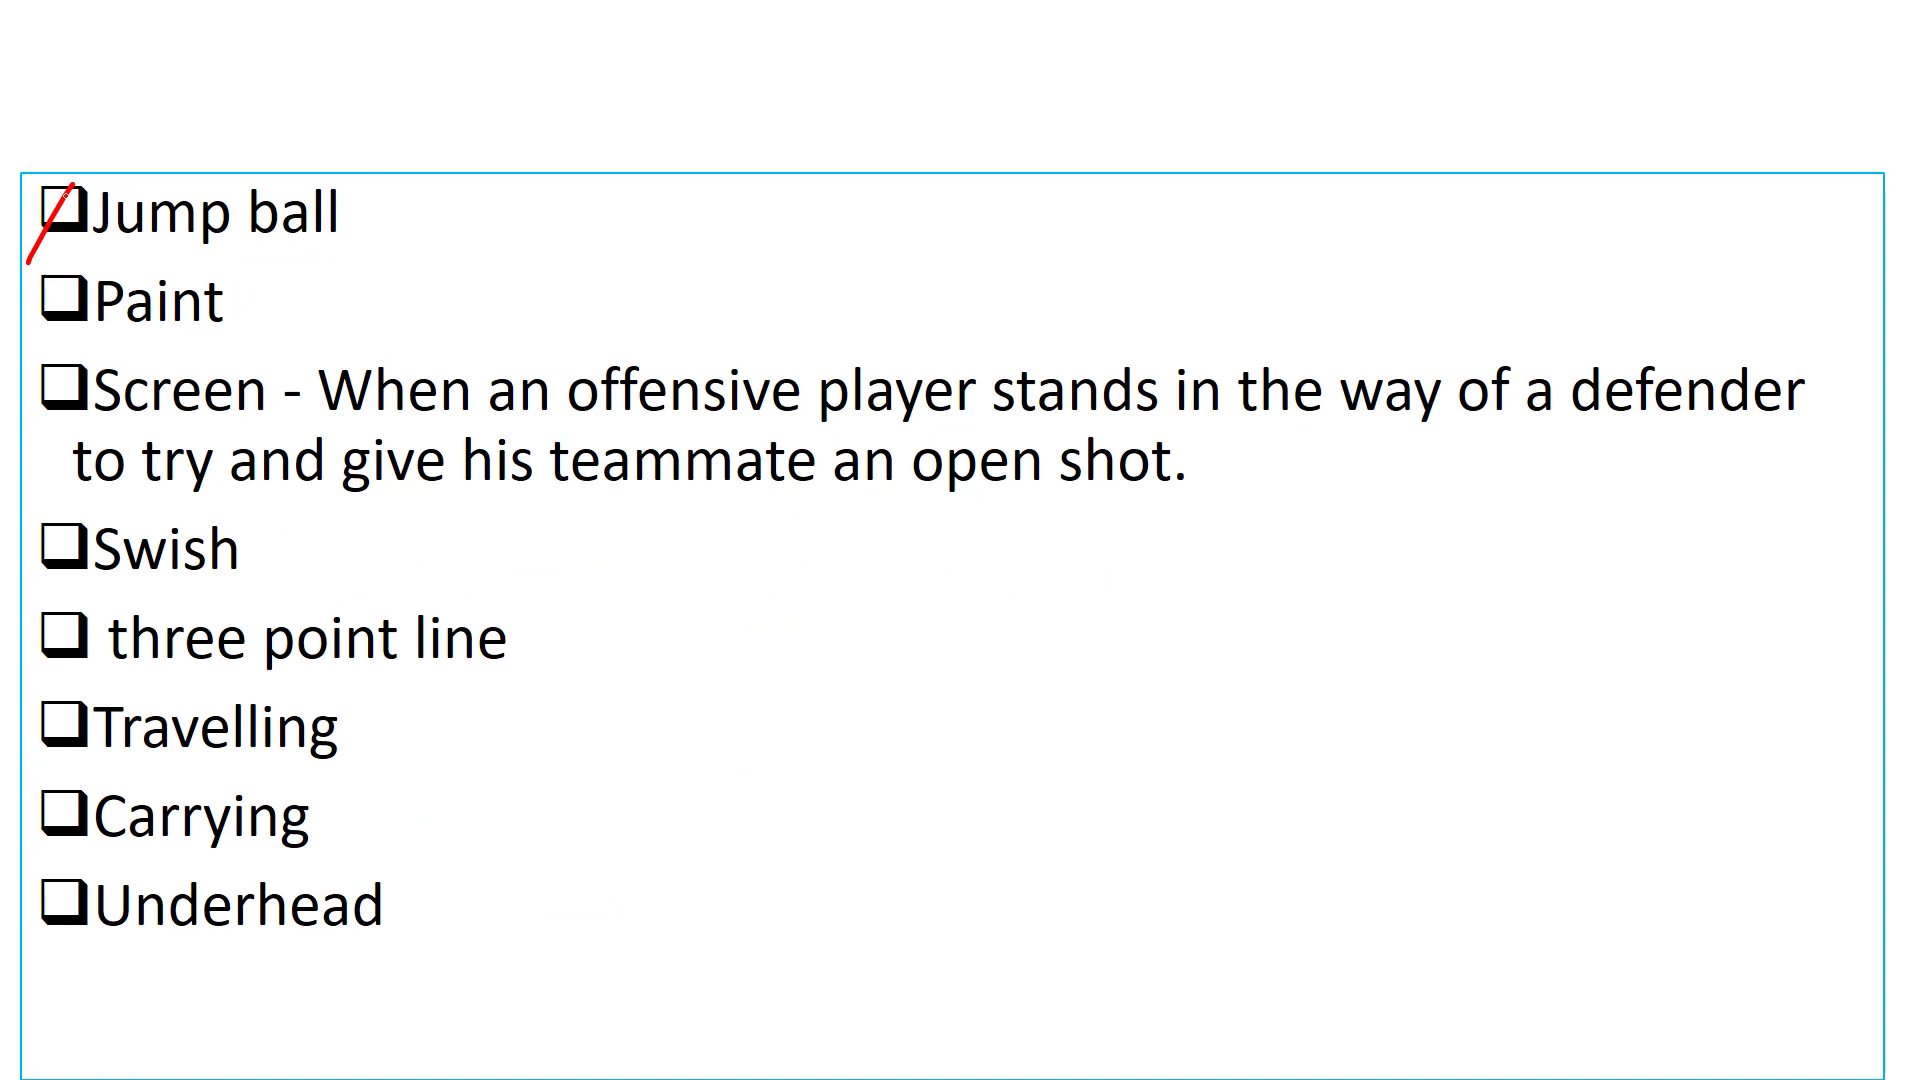 Jump ball
Paint
Screen - When an offensive player stands in the way of a defender
to try and give his teammate an open shot.
Swish
three point line
Travelling
Carrying
Underhead